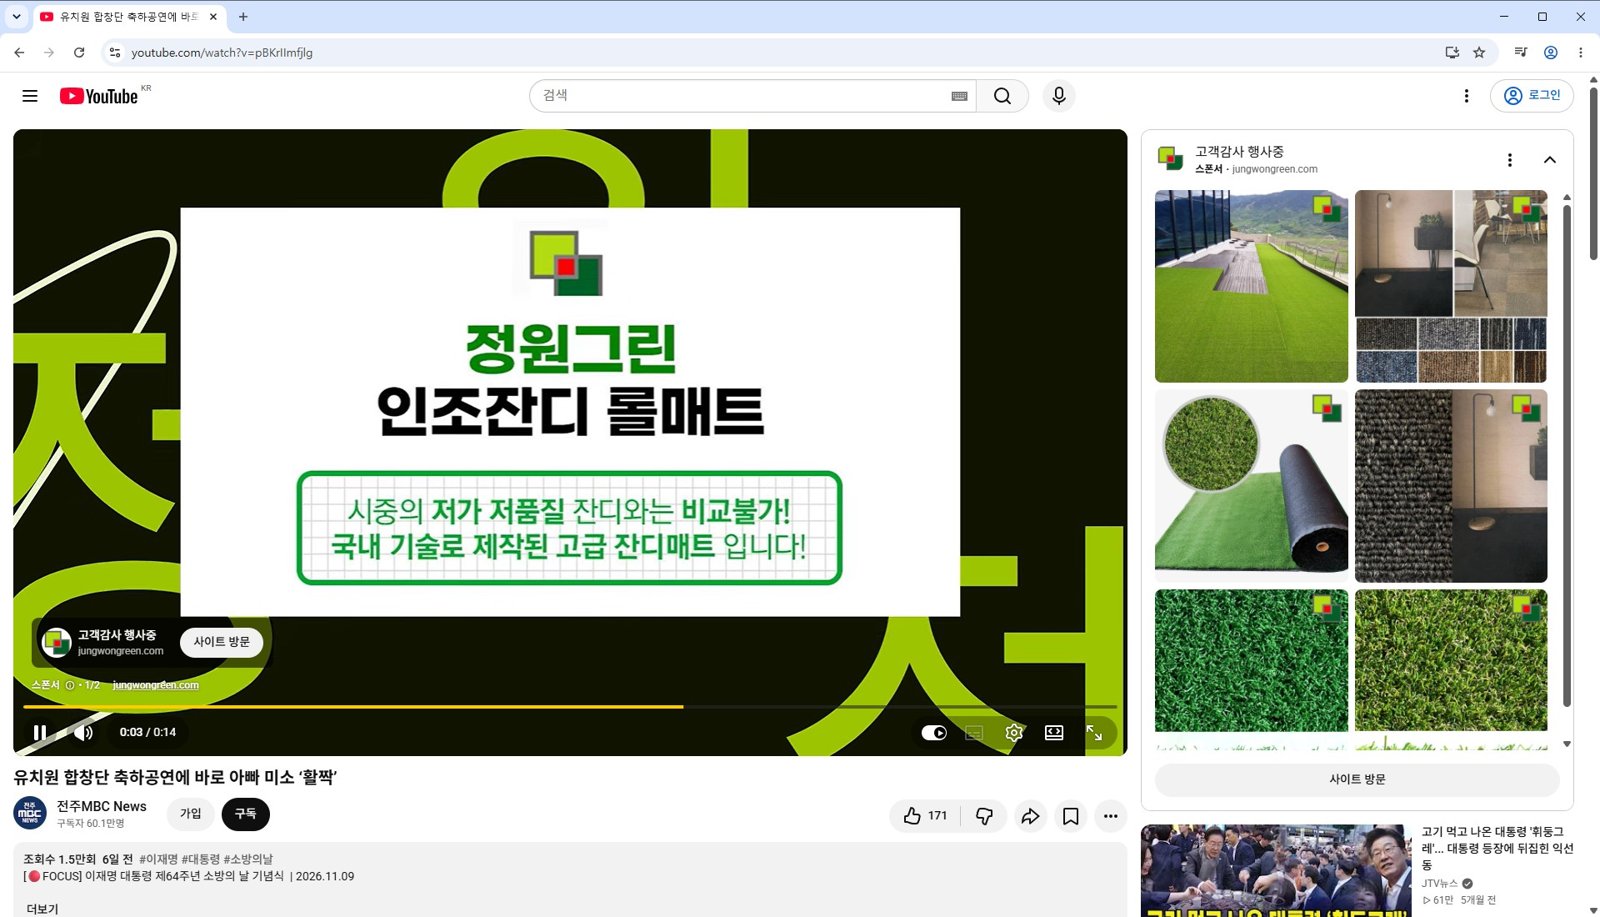 유치원 합창단 축하공연에 바로
youtube.com/watch?v=pBKrIImfjlg
YouTube KR
검색
로그인
정원그린
인조잔디 롤매트
시중의 저가 저품질 잔디와는 비교불가!
국내 기술로 제작된 고급 잔디매트 입니다!
고객감사 행사중
jungwongreen.com
사이트 방문
스폰서 • 1/2 jungwongreen.com
0:03 / 0:14
고객감사 행사중
스폰서 · jungwongreen.com
사이트 방문
유치원 합창단 축하공연에 바로 아빠 미소 ‘활짝’
전주 MBC NEWS
전주MBC News
구독자 60.1만명
가입
구독
171
조회수 1.5만회 6일 전 #이재명 #대통령 #소방의날
[🔴FOCUS] 이재명 대통령 제64주년 소방의 날 기념식 | 2026.11.09
더보기
고기 먹고 나온 대통령 '휘둥그
레'... 대통령 등장에 뒤집힌 익선
동
JTV뉴스
61만 5개월 전